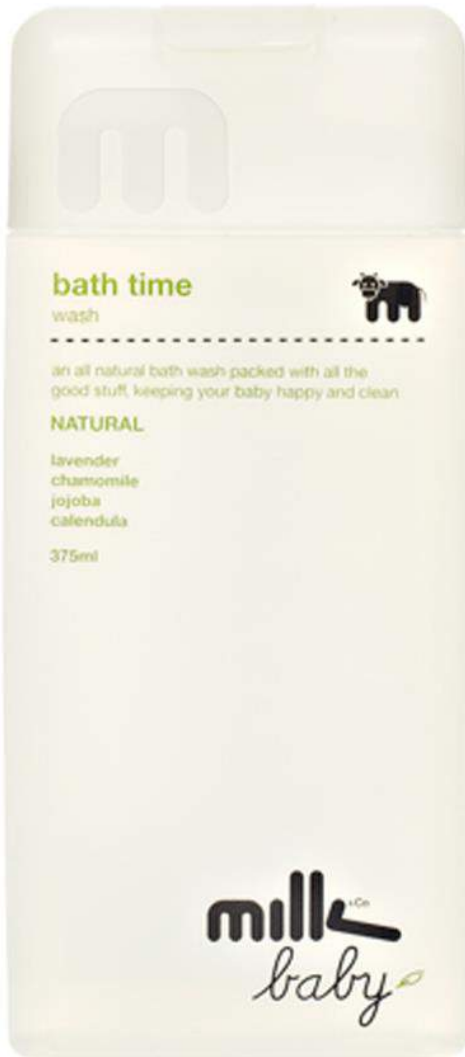 m
bath time
wash
an all natural bath wash packed with all the
good stuff, keeping your baby happy and clean
NATURAL
lavender
chamomile
jojoba
calendula
375ml
milk &Co
baby